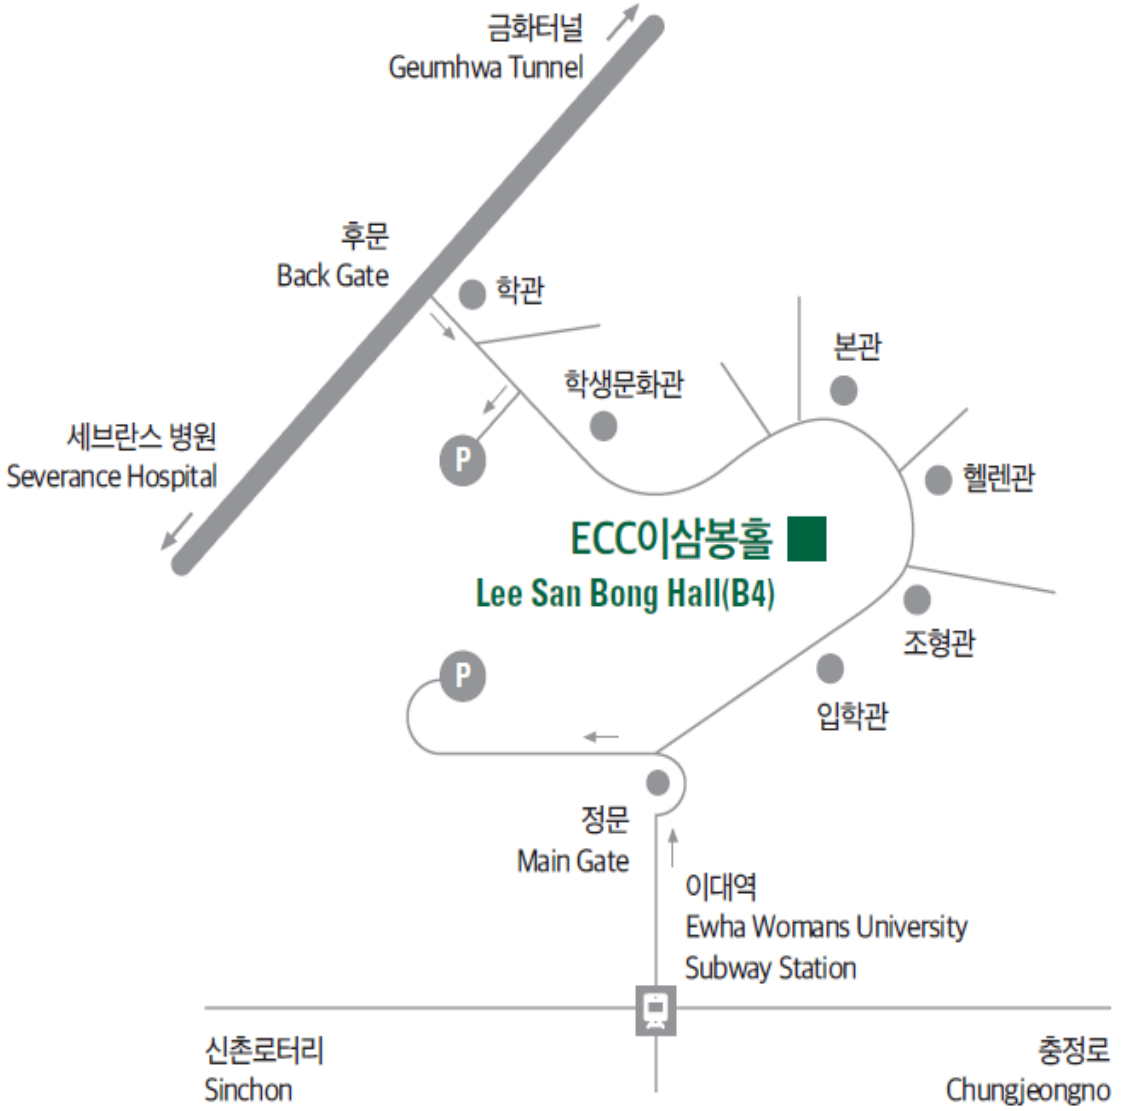 금화터널
Geumhwa Tunnel
후문
Back Gate
학관
본관
학생문화관
세브란스 병원
Severance Hospital
P
헬렌관
ECC이삼봉홀
Lee San Bong Hall(B4)
조형관
P
입학관
정문
Main Gate
이대역
Ewha Womans University
Subway Station
신촌로터리
Sinchon
충정로
Chungjeongno